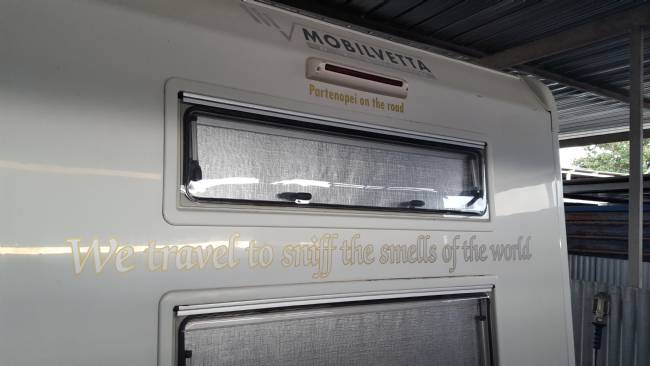 MOBILVETTA
Partenopei on the road
We travel to sniff the smells of the world